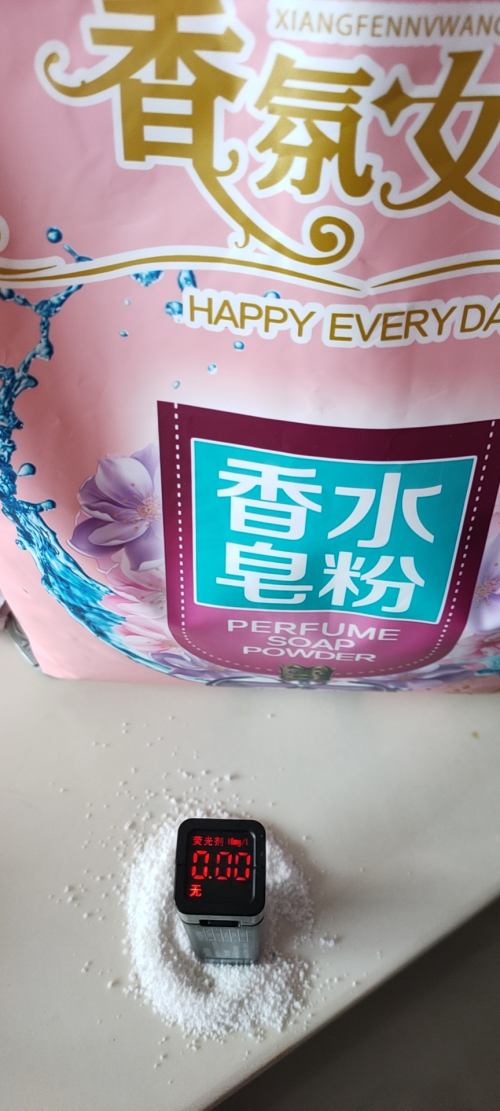 XIANGFENNVWANG
香氛女
HAPPY EVERY DA
香水
皂粉
PERFUME
SOAP
POWDER
荧光剂 10mg/l
0.00
无